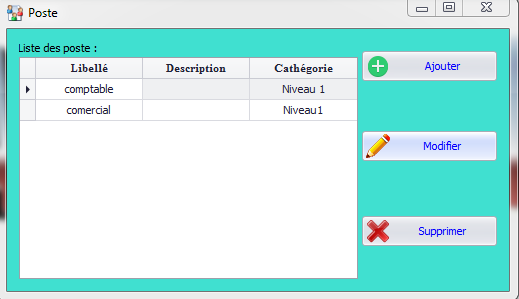 Poste
Liste des poste :
Libellé Description Cathégorie
comptable Niveau 1
comercial Niveau1
Ajouter
Modifier
Supprimer